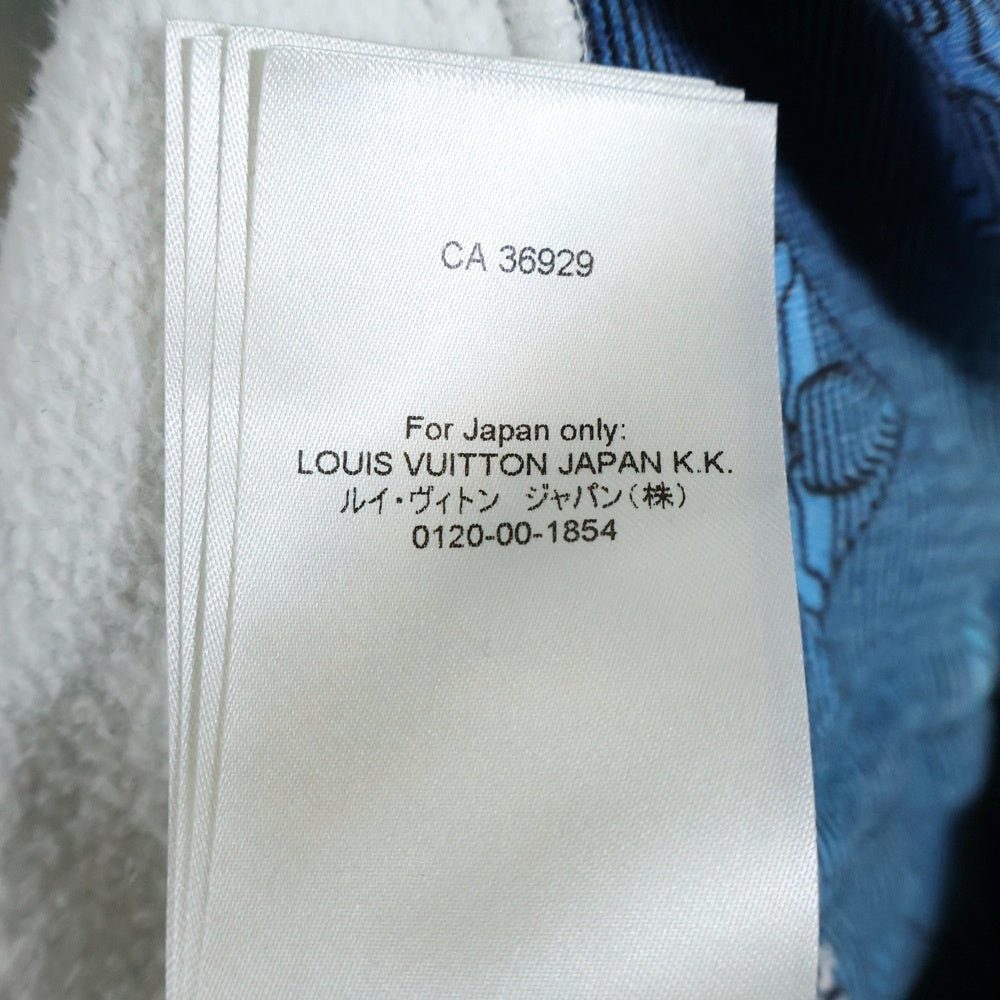 CA 36929
For Japan only:
LOUIS VUITTON JAPAN K.K.
ルイ・ヴィトン　ジャパン(株)
0120-00-1854